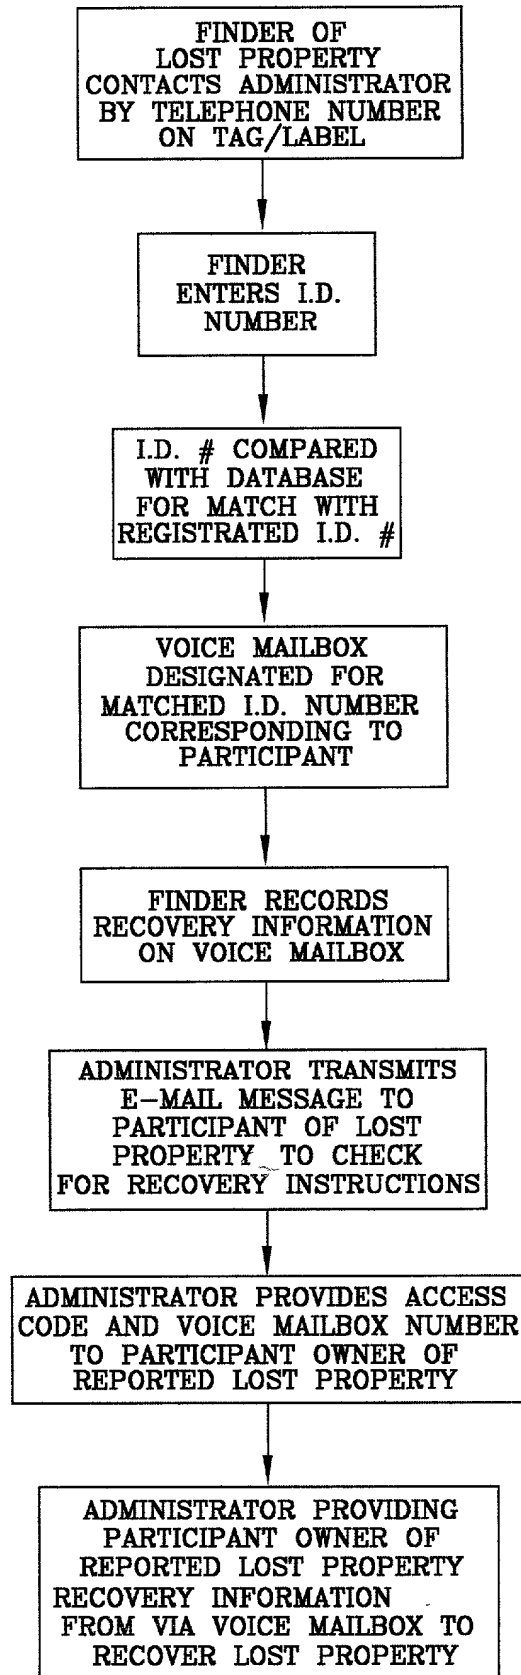 FINDER OF
LOST PROPERTY
CONTACTS ADMINISTRATOR
BY TELEPHONE NUMBER
ON TAG/LABEL
FINDER
ENTERS I.D.
NUMBER
I.D. # COMPARED
WITH DATABASE
FOR MATCH WITH
REGISTRATED I.D. #
VOICE MAILBOX
DESIGNATED FOR
MATCHED I.D. NUMBER
CORRESPONDING TO
PARTICIPANT
FINDER RECORDS
RECOVERY INFORMATION
ON VOICE MAILBOX
ADMINISTRATOR TRANSMITS
E-MAIL MESSAGE TO
PARTICIPANT OF LOST
PROPERTY TO CHECK
FOR RECOVERY INSTRUCTIONS
ADMINISTRATOR PROVIDES ACCESS
CODE AND VOICE MAILBOX NUMBER
TO PARTICIPANT OWNER OF
REPORTED LOST PROPERTY
ADMINISTRATOR PROVIDING
PARTICIPANT OWNER OF
REPORTED LOST PROPERTY
RECOVERY INFORMATION
FROM VIA VOICE MAILBOX TO
RECOVER LOST PROPERTY